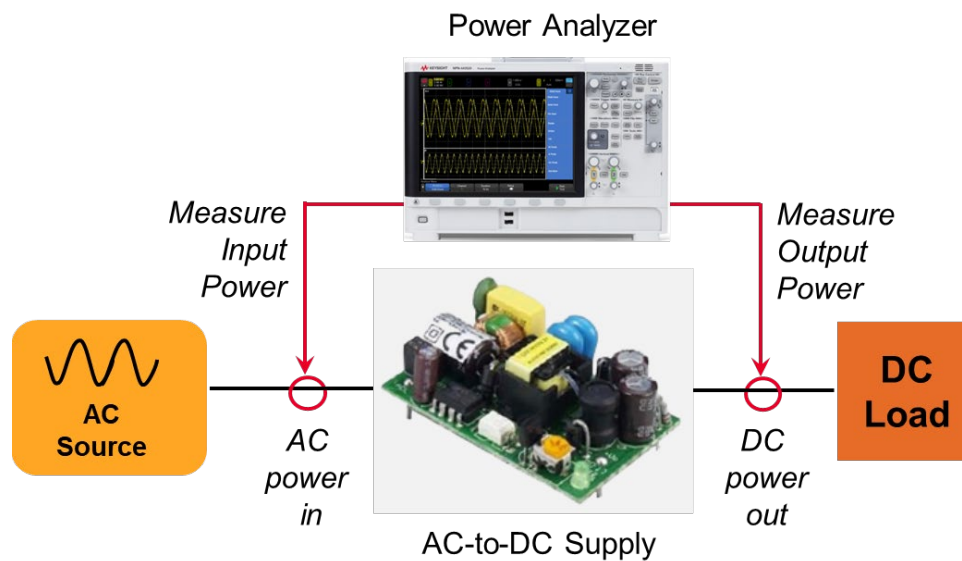 Power Analyzer
KEYSIGHT
Measure
Input
Power
Measure
Output
Power
AC
Source
AC
power
in
DC
power
out
DC
Load
AC-to-DC Supply